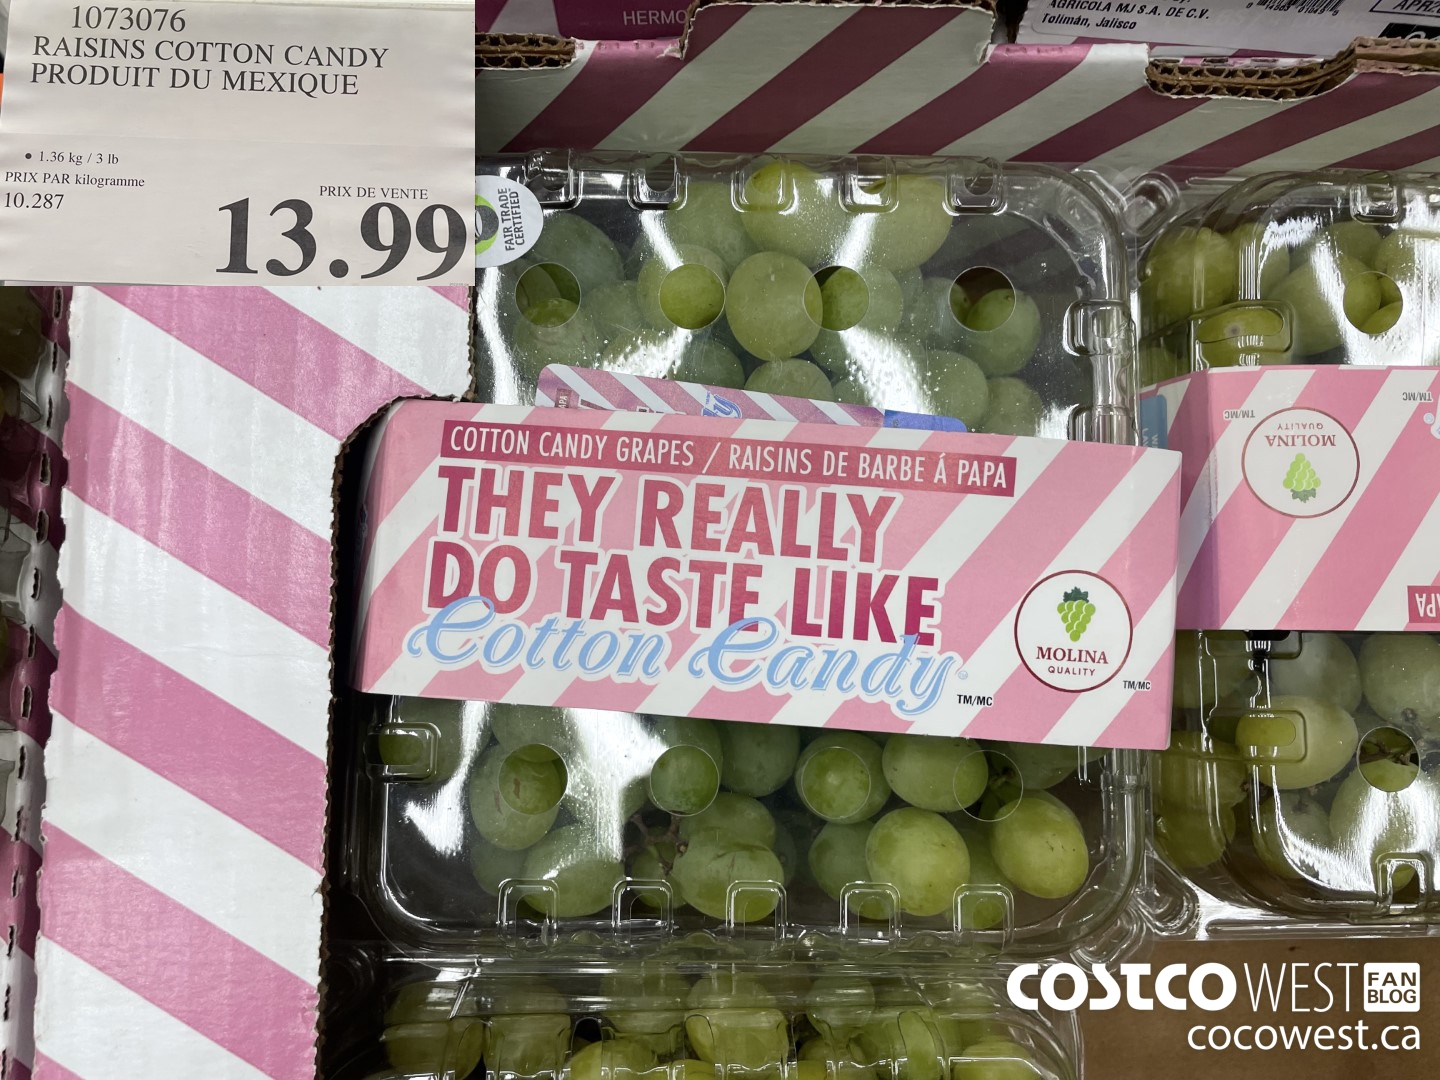 1073076
RAISINS COTTON CANDY
PRODUIT DU MEXIQUE
• 1.36 kg / 3 lb
PRIX PAR kilogramme
10.287
PRIX DE VENTE
13.99
HERMO
AGRICOLA MJ S.A. DE C.V.
Tolimán, Jalisco
FAIR TRADE
CERTIFIED
COTTON CANDY GRAPES / RAISINS DE BARBE Á PAPA
THEY REALLY
DO TASTE LIKE
Cotton Candy
TM/MC
MOLINA
QUALITY
TM/MC
TM/MC
TM/MC
MOLINA
QUALITY
COSTCO WEST FAN BLOG
cocowest.ca